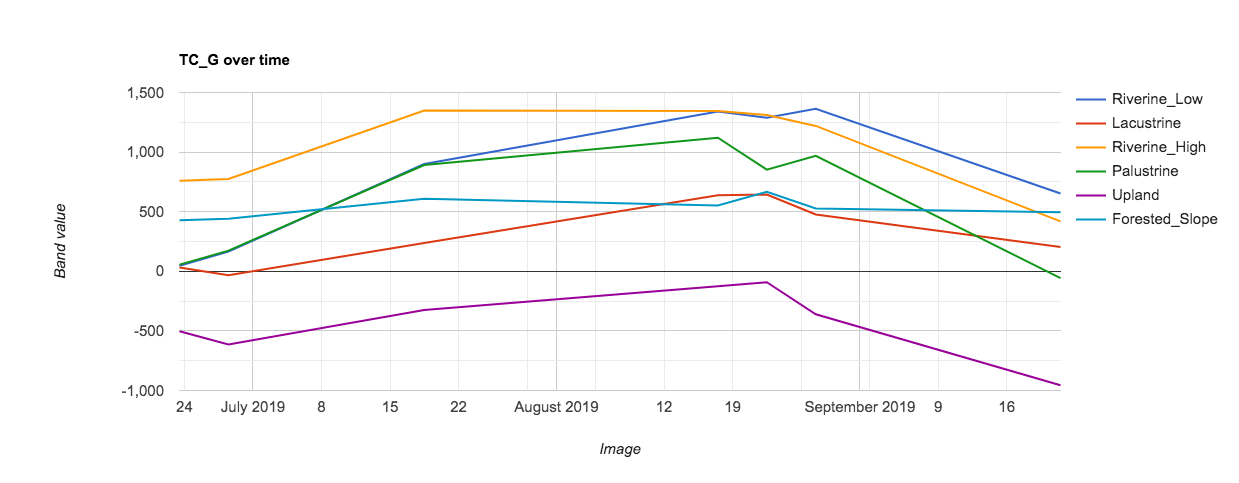 TC_G over time
1,500
1,000
500
0
-500
-1,000
Band value
24 July 2019 8 15 22 August 2019 12 19 September 2019 9 16
Image
Riverine_Low
Lacustrine
Riverine_High
Palustrine
Upland
Forested_Slope